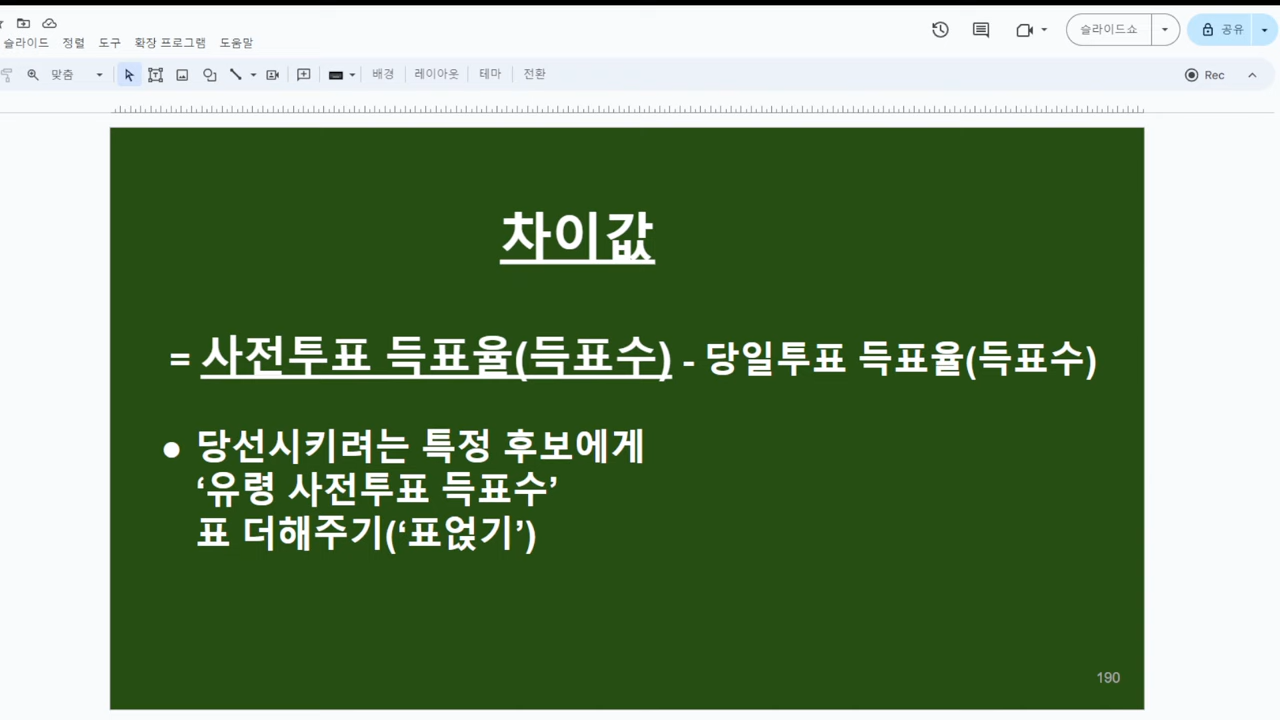 슬라이드 정렬 도구 확장 프로그램 도움말
슬라이드쇼
공유
맞춤
배경 레이아웃 테마 전환
Rec
차이값
= 사전투표 득표율(득표수) - 당일투표 득표율(득표수)
● 당선시키려는 특정 후보에게
‘유령 사전투표 득표수’
표 더해주기(‘표얹기’)
190